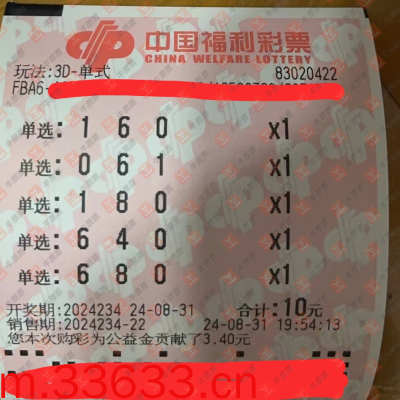 中国福利彩票
CHINA WELFARE LOTTERY
玩法:3D-单式 83020422
FBA6-
单选: 1 6 0 x1
单选: 0 6 1 x1
单选: 1 8 0 x1
单选: 6 4 0 x1
单选: 6 8 0 x1
开奖期:2024234 24-08-31 合计:10元
销售期:2024234-22 24-08-31 19:54:13
您本次购彩为公益金贡献了3.40元
m.33633.cn